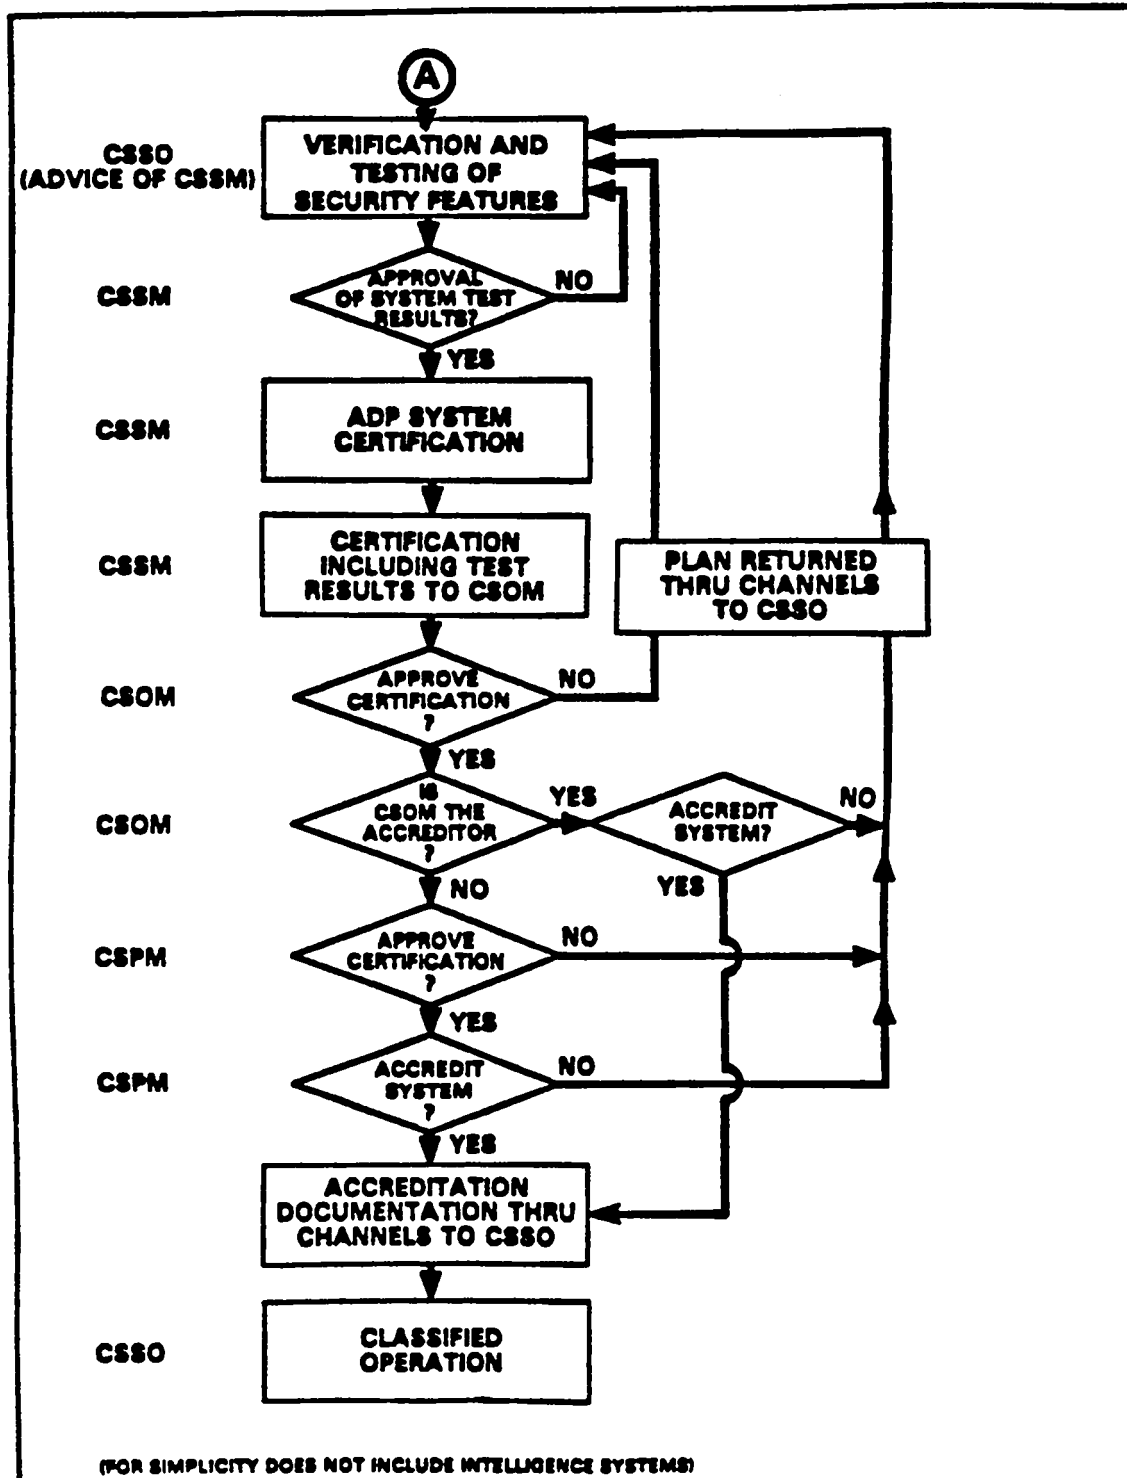 A
CSSO
(ADVICE OF CSSM)
VERIFICATION AND
TESTING OF
SECURITY FEATURES
CSSM
APPROVAL
OF SYSTEM TEST
RESULTS?
NO
YES
CSSM
ADP SYSTEM
CERTIFICATION
CSSM
CERTIFICATION
INCLUDING TEST
RESULTS TO CSOM
PLAN RETURNED
THRU CHANNELS
TO CSSO
CSOM
APPROVE
CERTIFICATION
?
NO
YES
CSOM
IS
CSOM THE
ACCREDITOR
?
YES
ACCREDIT
SYSTEM?
NO
NO
YES
CSPM
APPROVE
CERTIFICATION
?
NO
YES
CSPM
ACCREDIT
SYSTEM
?
NO
YES
ACCREDITATION
DOCUMENTATION THRU
CHANNELS TO CSSO
CSSO
CLASSIFIED
OPERATION
(FOR SIMPLICITY DOES NOT INCLUDE INTELLIGENCE SYSTEMS)